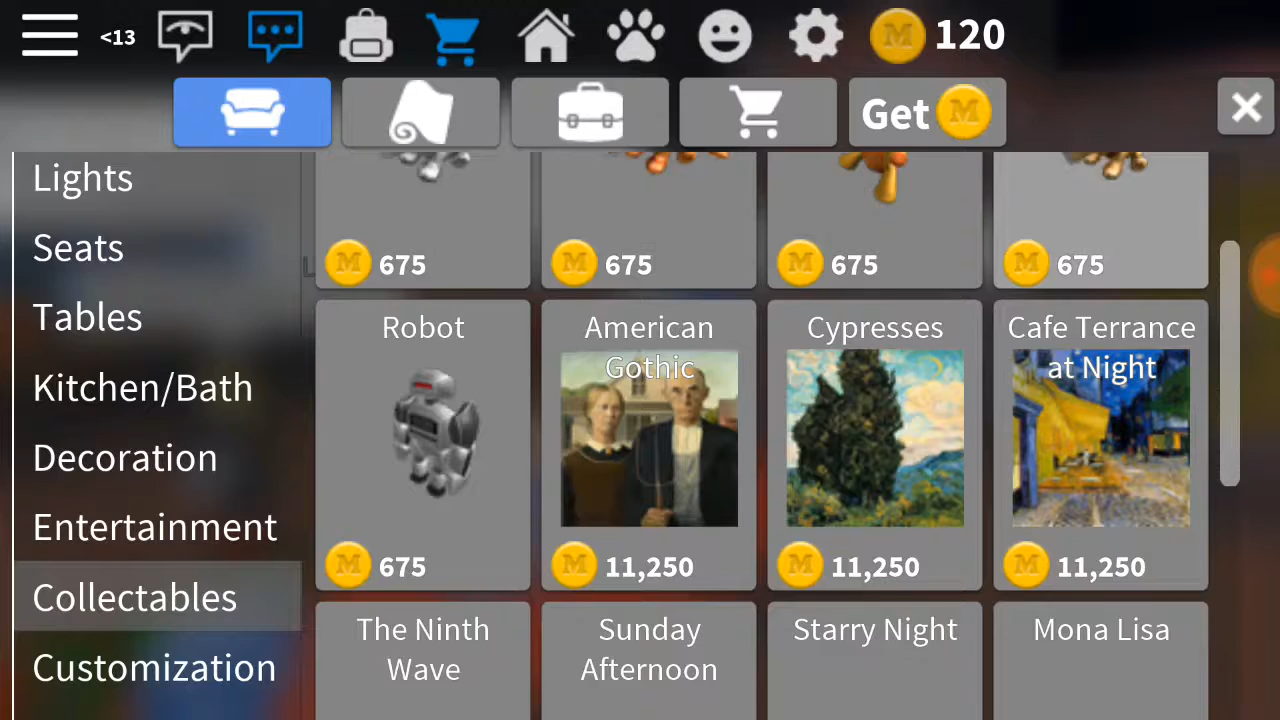 <13
M 120
Get M
Lights
Seats
Tables
Kitchen/Bath
Decoration
Entertainment
Collectables
Customization
M 675
M 675
M 675
M 675
Robot
M 675
American
Gothic
M 11,250
Cypresses
M 11,250
Cafe Terrance
at Night
M 11,250
The Ninth
Wave
Sunday
Afternoon
Starry Night
Mona Lisa